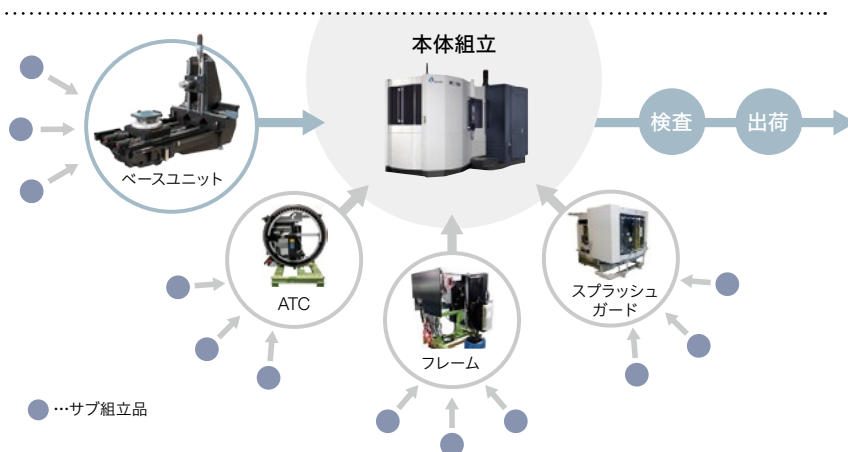 本体組立
検査
出荷
ベースユニット
ATC
スプラッシュ
ガード
フレーム
…サブ組立品